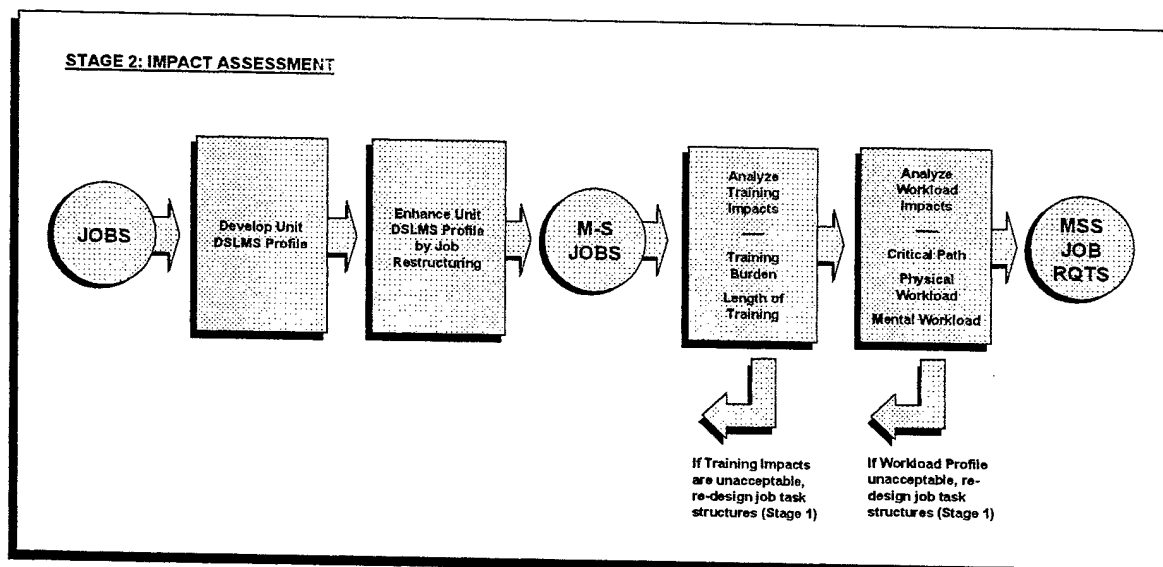 STAGE 2: IMPACT ASSESSMENT
JOBS
Develop Unit
DSLMS Profile
Enhance Unit
DSLMS Profile
by Job
Restructuring
M-S
JOBS
Analyze
Training
Impacts
Training
Burden
Length of
Training
Analyze
Workload
Impacts
Critical Path
Physical
Workload
Mental Workload
MSS
JOB
RQTS
If Training Impacts
are unacceptable,
re-design job task
structures (Stage 1)
If Workload Profile
unacceptable, re-
design job task
structures (Stage 1)